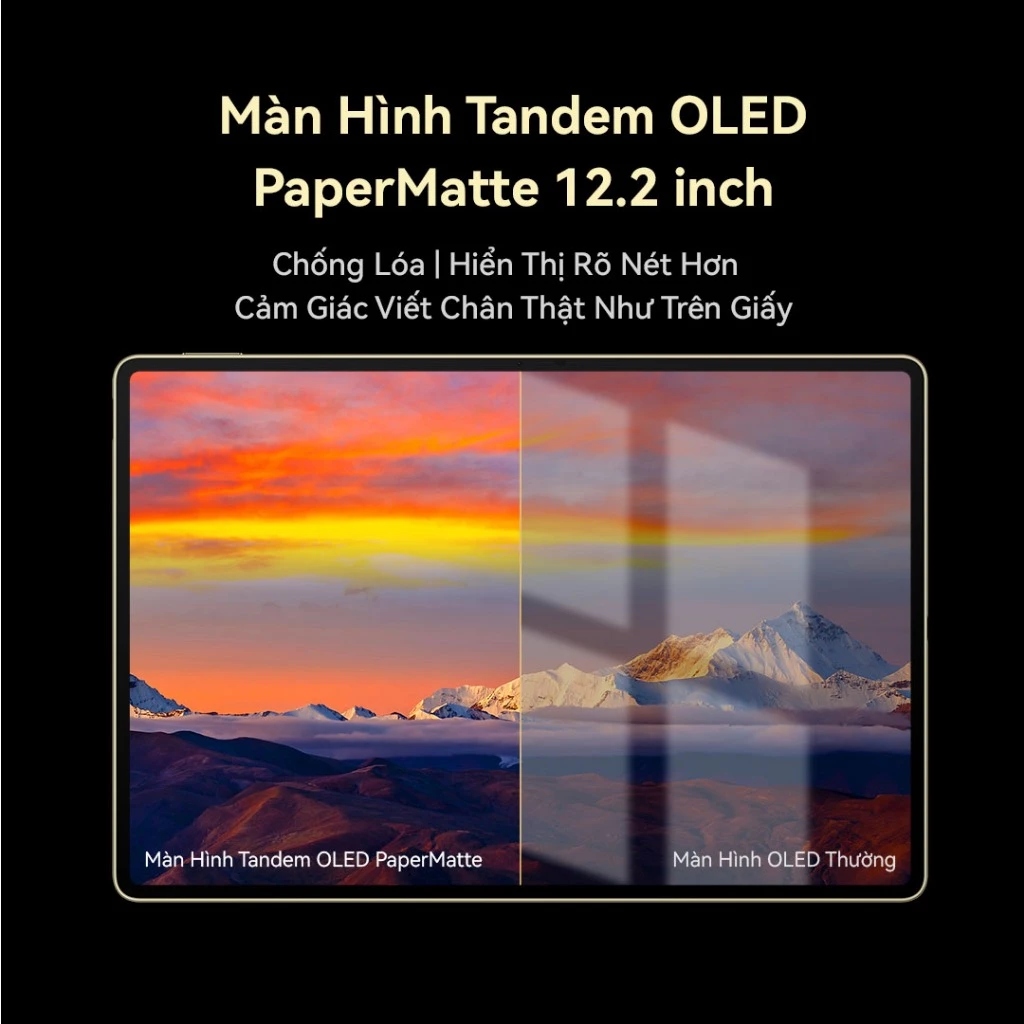 Màn Hình Tandem OLED
PaperMatte 12.2 inch
Chống Lóa | Hiển Thị Rõ Nét Hơn
Cảm Giác Viết Chân Thật Như Trên Giấy
Màn Hình Tandem OLED PaperMatte
Màn Hình OLED Thường